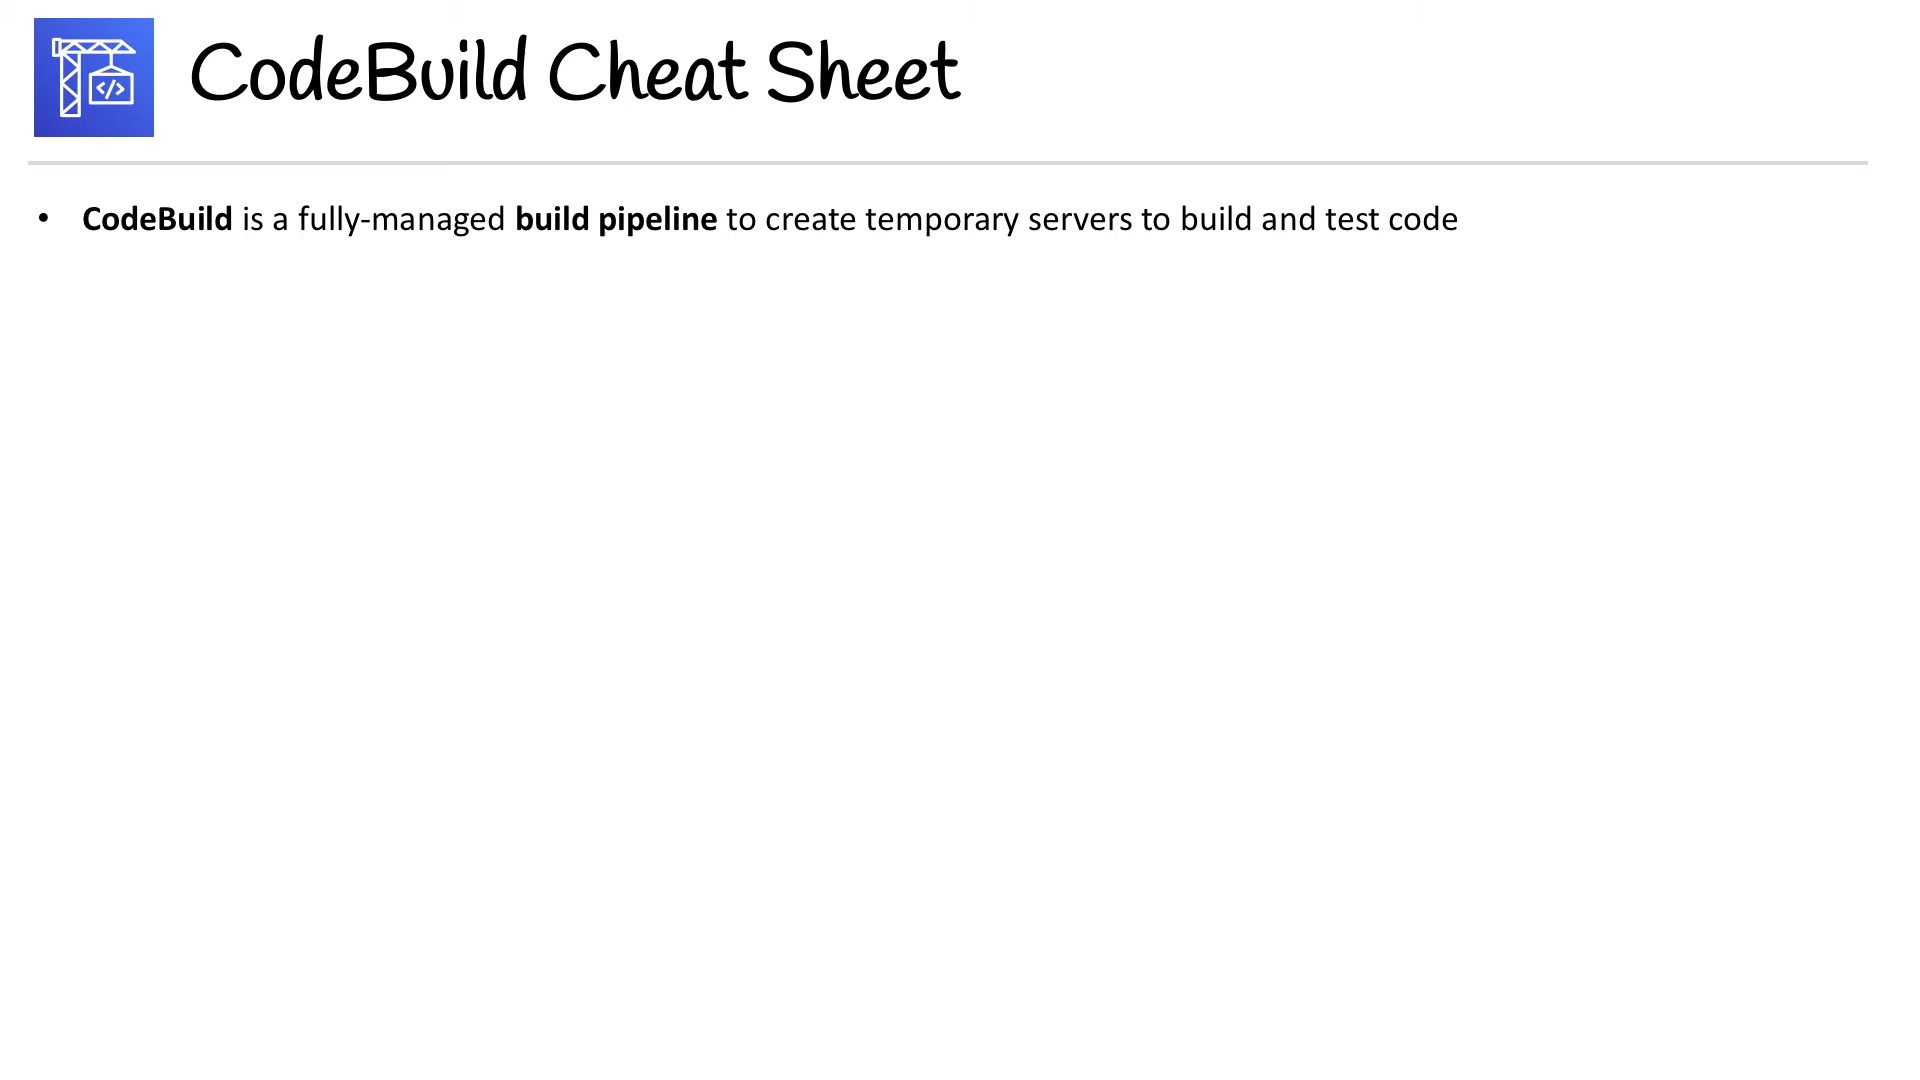 </>
CodeBuild Cheat Sheet
• CodeBuild is a fully-managed build pipeline to create temporary servers to build and test code